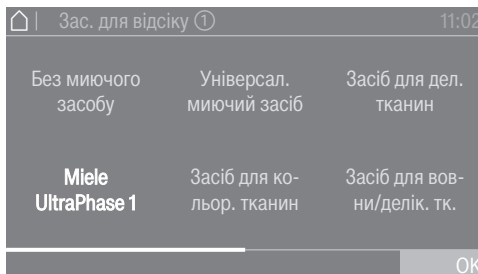 Зас. для відсіку ① 11:02
Без миючого Універсал. Засіб для дел.
засобу миючий засіб тканин
Miele Засіб для ко- Засіб для вов-
UltraPhase 1 льор. тканин ни/делік. тк.
OK